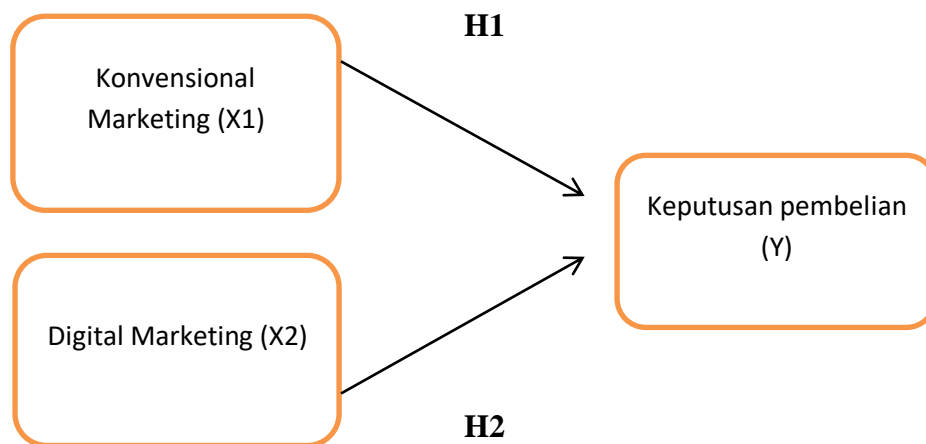 H1
Konvensional
Marketing (X1)
Keputusan pembelian
(Y)
Digital Marketing (X2)
H2